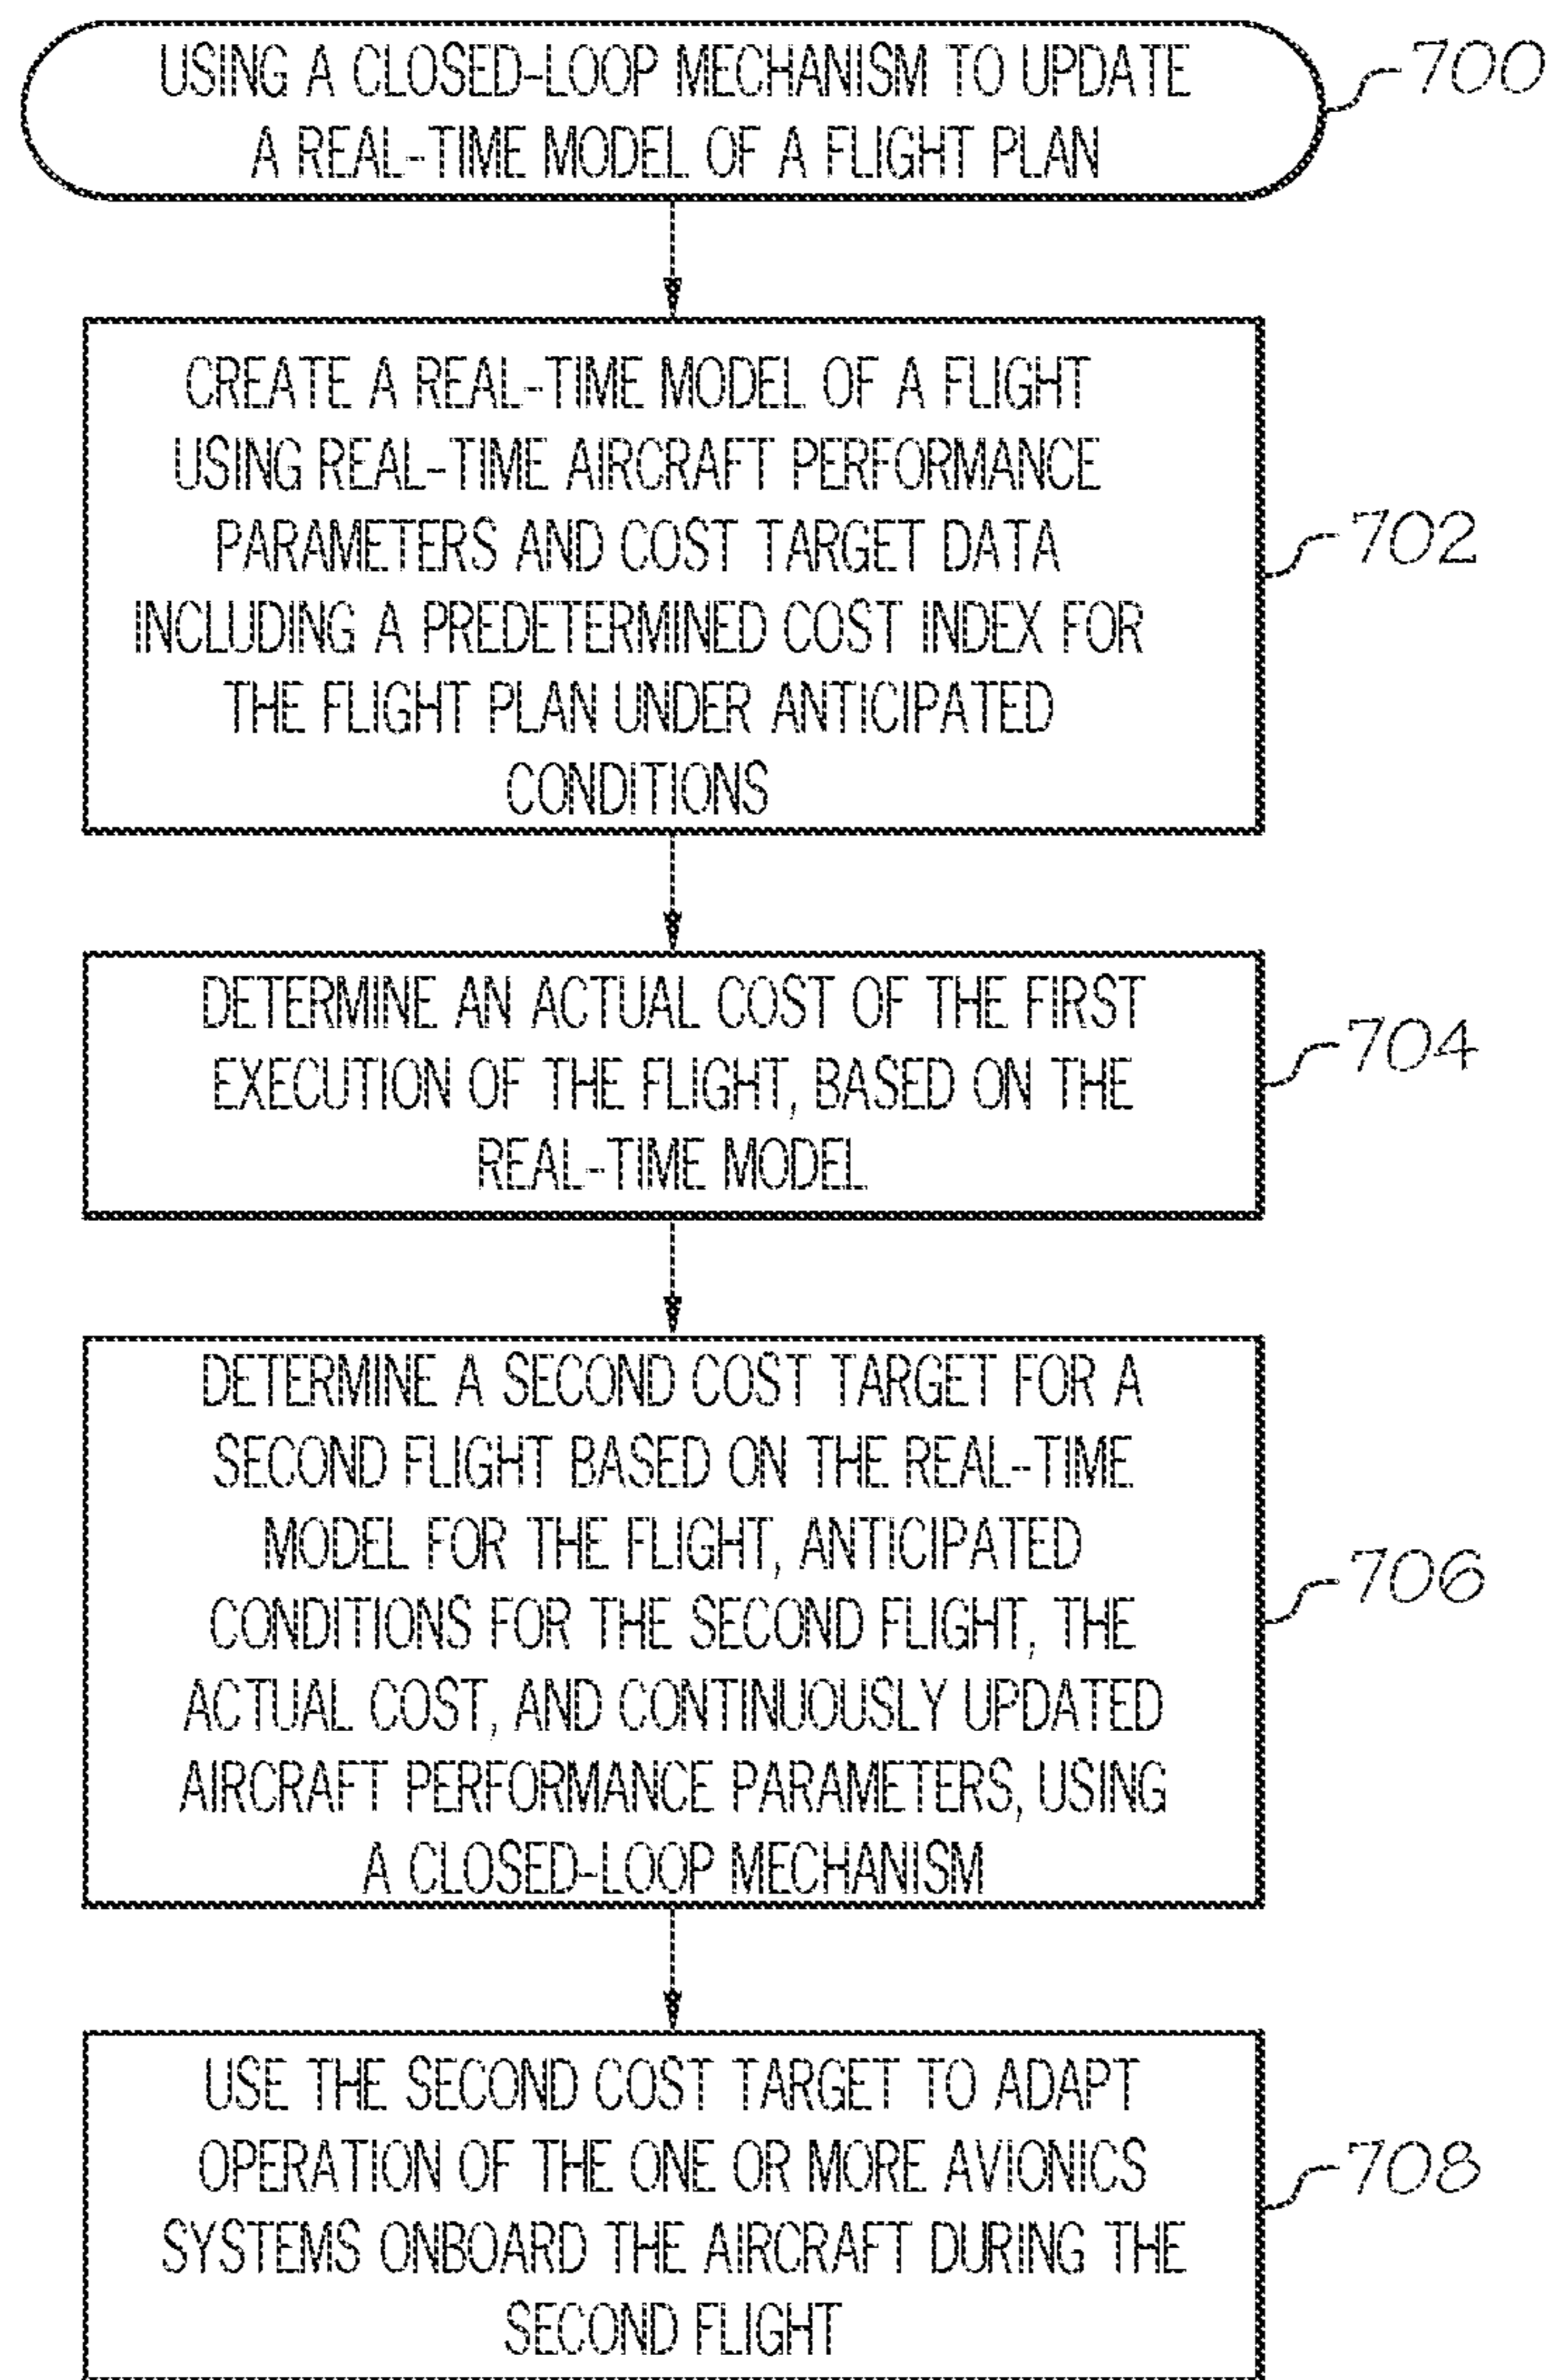 USING A CLOSED-LOOP MECHANISM TO UPDATE
A REAL-TIME MODEL OF A FLIGHT PLAN
700
CREATE A REAL-TIME MODEL OF A FLIGHT
USING REAL-TIME AIRCRAFT PERFORMANCE
PARAMETERS AND COST TARGET DATA
INCLUDING A PREDETERMINED COST INDEX FOR
THE FLIGHT PLAN UNDER ANTICIPATED
CONDITIONS
702
DETERMINE AN ACTUAL COST OF THE FIRST
EXECUTION OF THE FLIGHT, BASED ON THE
REAL-TIME MODEL
704
DETERMINE A SECOND COST TARGET FOR A
SECOND FLIGHT BASED ON THE REAL-TIME
MODEL FOR THE FLIGHT, ANTICIPATED
CONDITIONS FOR THE SECOND FLIGHT, THE
ACTUAL COST, AND CONTINUOUSLY UPDATED
AIRCRAFT PERFORMANCE PARAMETERS, USING
A CLOSED-LOOP MECHANISM
706
USE THE SECOND COST TARGET TO ADAPT
OPERATION OF THE ONE OR MORE AVIONICS
SYSTEMS ONBOARD THE AIRCRAFT DURING THE
SECOND FLIGHT
708